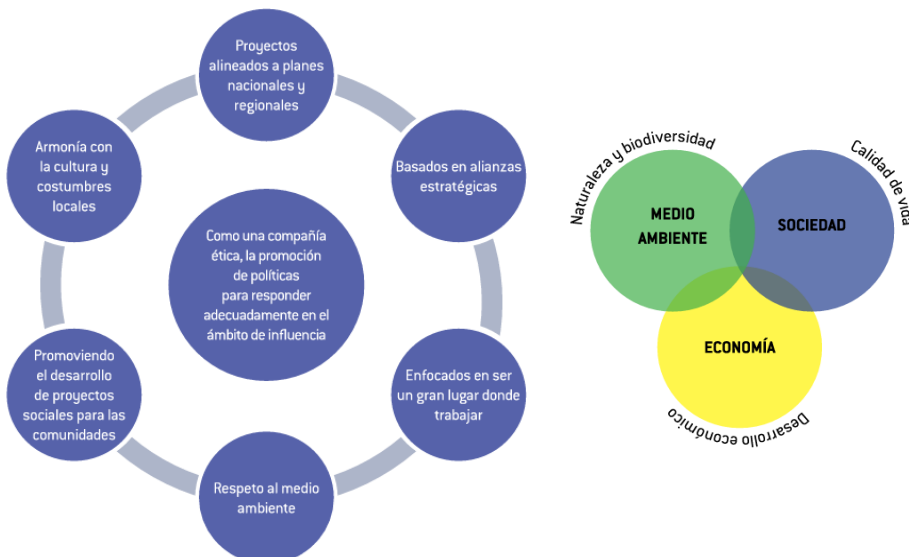 Proyectos
alineados a planes
nacionales y
regionales
Armonía con
la cultura y
costumbres
locales
Basados en alianzas
estratégicas
Como una compañía
ética, la promoción
de políticas
para responder
adecuadamente en el
ámbito de influencia
Promoviendo
el desarrollo
de proyectos
sociales para las
comunidades
Enfocados en ser
un gran lugar donde
trabajar
Respeto al medio
ambiente
Naturaleza y biodiversidad
Calidad de vida
MEDIO
AMBIENTE
SOCIEDAD
ECONOMÍA
Desarrollo económico